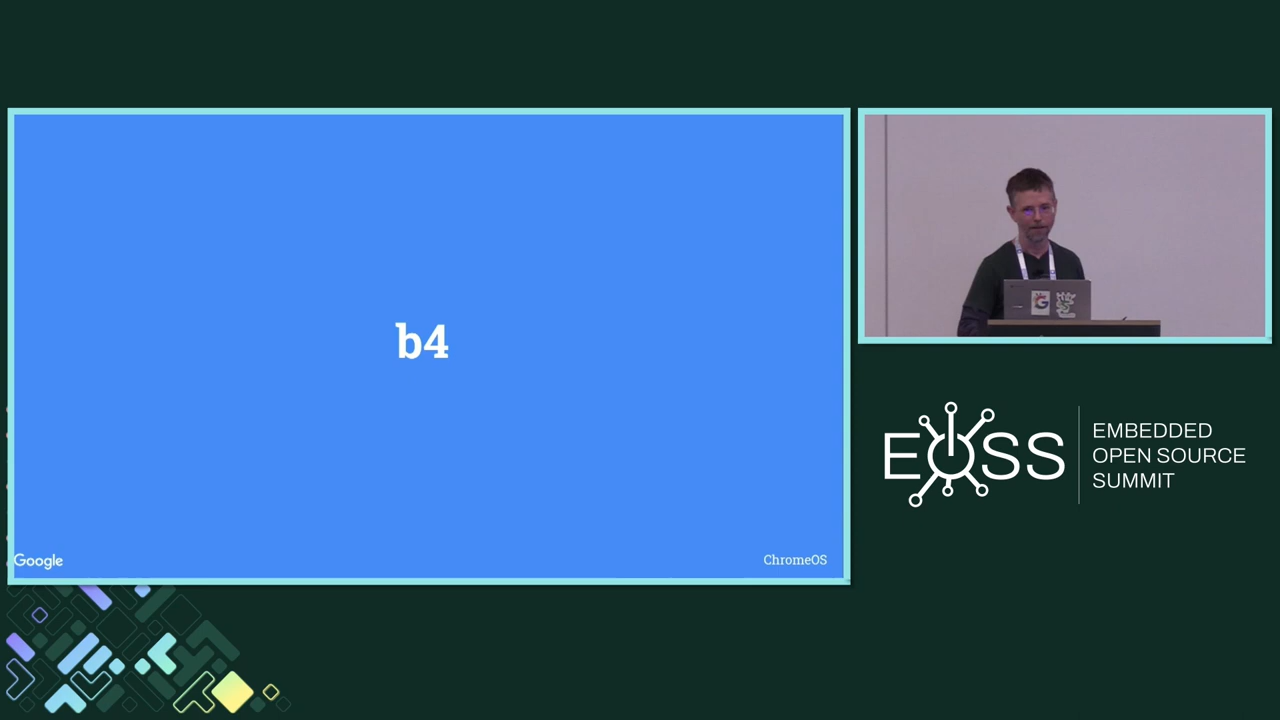 b4
Google
ChromeOS
EOSS
EMBEDDED
OPEN SOURCE
SUMMIT